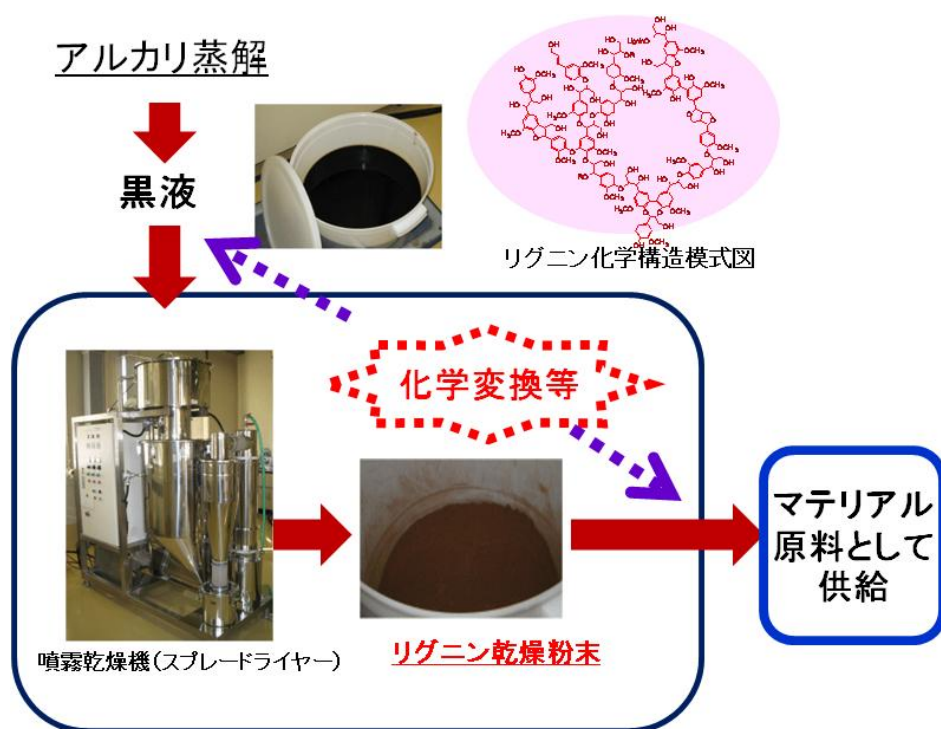 アルカリ蒸解
黒液
リグニン化学構造模式図
化学変換等
噴霧乾燥機(スプレードライヤー)
リグニン乾燥粉末
マテリアル
原料として
供給